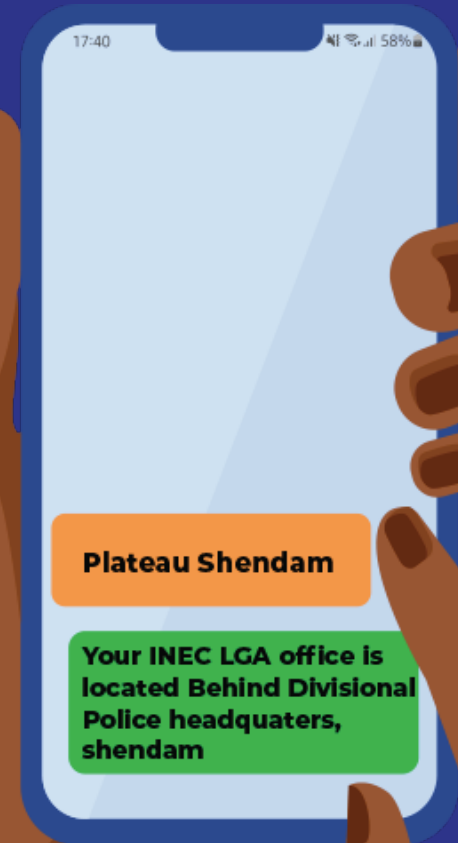 17:40 58%
Plateau Shendam
Your INEC LGA office is
located Behind Divisional
Police headquaters,
shendam